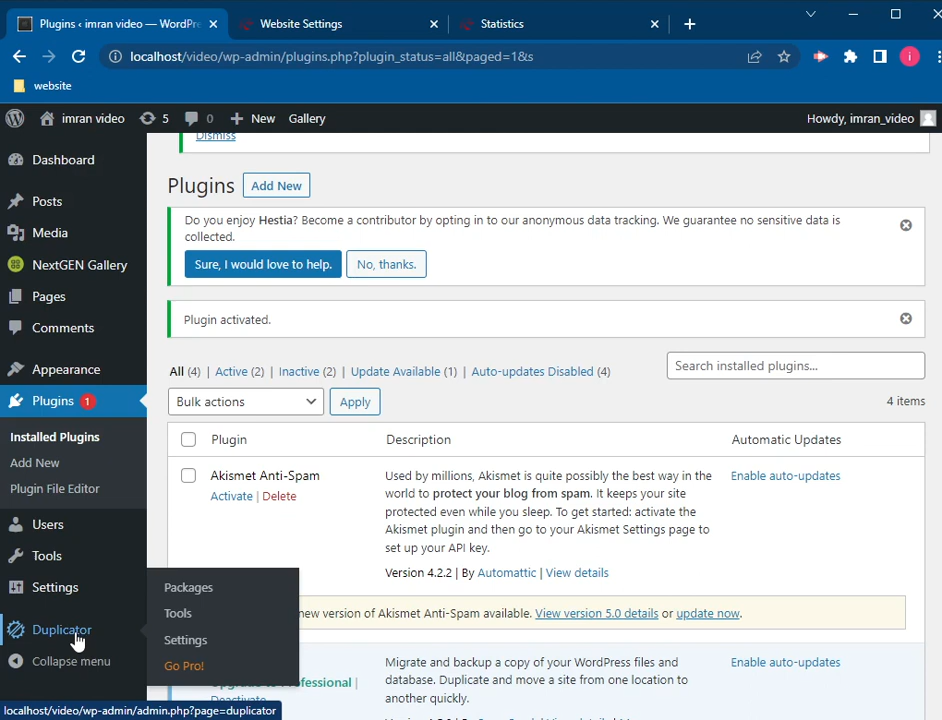 Plugins ‹ imran video — WordPre
Website Settings
Statistics
localhost/video/wp-admin/plugins.php?plugin_status=all&paged=1&s
i
website
imran video
5
0
New
Gallery
Howdy, imran_video
Dismiss
Dashboard
Posts
Media
NextGEN Gallery
Pages
Comments
Appearance
Plugins 1
Installed Plugins
Add New
Plugin File Editor
Users
Tools
Settings
Duplicator
Collapse menu
Packages
Tools
Settings
Go Pro!
Plugins
Add New
Do you enjoy Hestia? Become a contributor by opting in to our anonymous data tracking. We guarantee no sensitive data is
collected.
Sure, I would love to help.
No, thanks.
Plugin activated.
All (4) | Active (2) | Inactive (2) | Update Available (1) | Auto-updates Disabled (4)
Search installed plugins...
Bulk actions
Apply
4 items
Plugin
Description
Automatic Updates
Akismet Anti-Spam
Activate | Delete
Used by millions, Akismet is quite possibly the best way in the
world to protect your blog from spam. It keeps your site
protected even while you sleep. To get started: activate the
Akismet plugin and then go to your Akismet Settings page to
set up your API key.
Version 4.2.2 | By Automattic | View details
Enable auto-updates
new version of Akismet Anti-Spam available. View version 5.0 details or update now.
Migrate and backup a copy of your WordPress files and
database. Duplicate and move a site from one location to
another quickly.
Enable auto-updates
Professional |
Deactivate
localhost/video/wp-admin/admin.php?page=duplicator